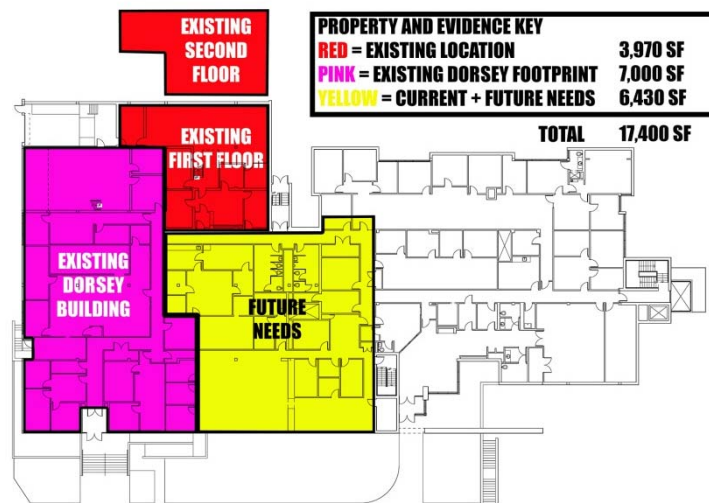 EXISTING
SECOND
FLOOR
PROPERTY AND EVIDENCE KEY
RED = EXISTING LOCATION 3,970 SF
PINK = EXISTING DORSEY FOOTPRINT 7,000 SF
YELLOW = CURRENT + FUTURE NEEDS 6,430 SF
TOTAL 17,400 SF
EXISTING
FIRST FLOOR
EXISTING
DORSEY
BUILDING
FUTURE
NEEDS